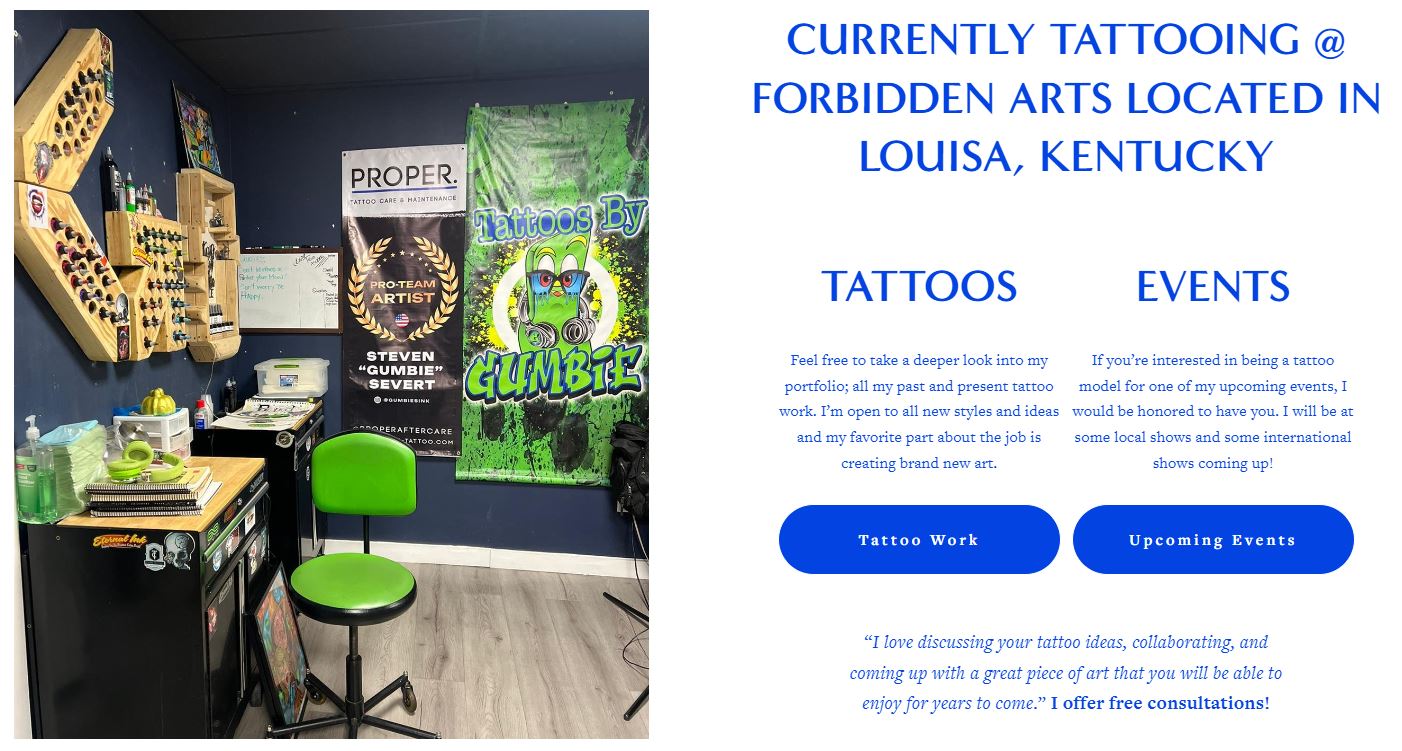 PROPER.
TATTOO CARE & MAINTENANCE
PRO-TEAM
ARTIST
STEVEN
“GUMBIE”
SEVERT
@GUMBIESINK
@PROPERAFTERCARE
-TATTOO.COM
Tattoos By
GUMBiE
Eternal Ink
CURRENTLY TATTOOING @
FORBIDDEN ARTS LOCATED IN
LOUISA, KENTUCKY
TATTOOS
Feel free to take a deeper look into my
portfolio; all my past and present tattoo
work. I’m open to all new styles and ideas
and my favorite part about the job is
creating brand new art.
Tattoo Work
EVENTS
If you’re interested in being a tattoo
model for one of my upcoming events, I
would be honored to have you. I will be at
some local shows and some international
shows coming up!
Upcoming Events
“I love discussing your tattoo ideas, collaborating, and
coming up with a great piece of art that you will be able to
enjoy for years to come.” I offer free consultations!